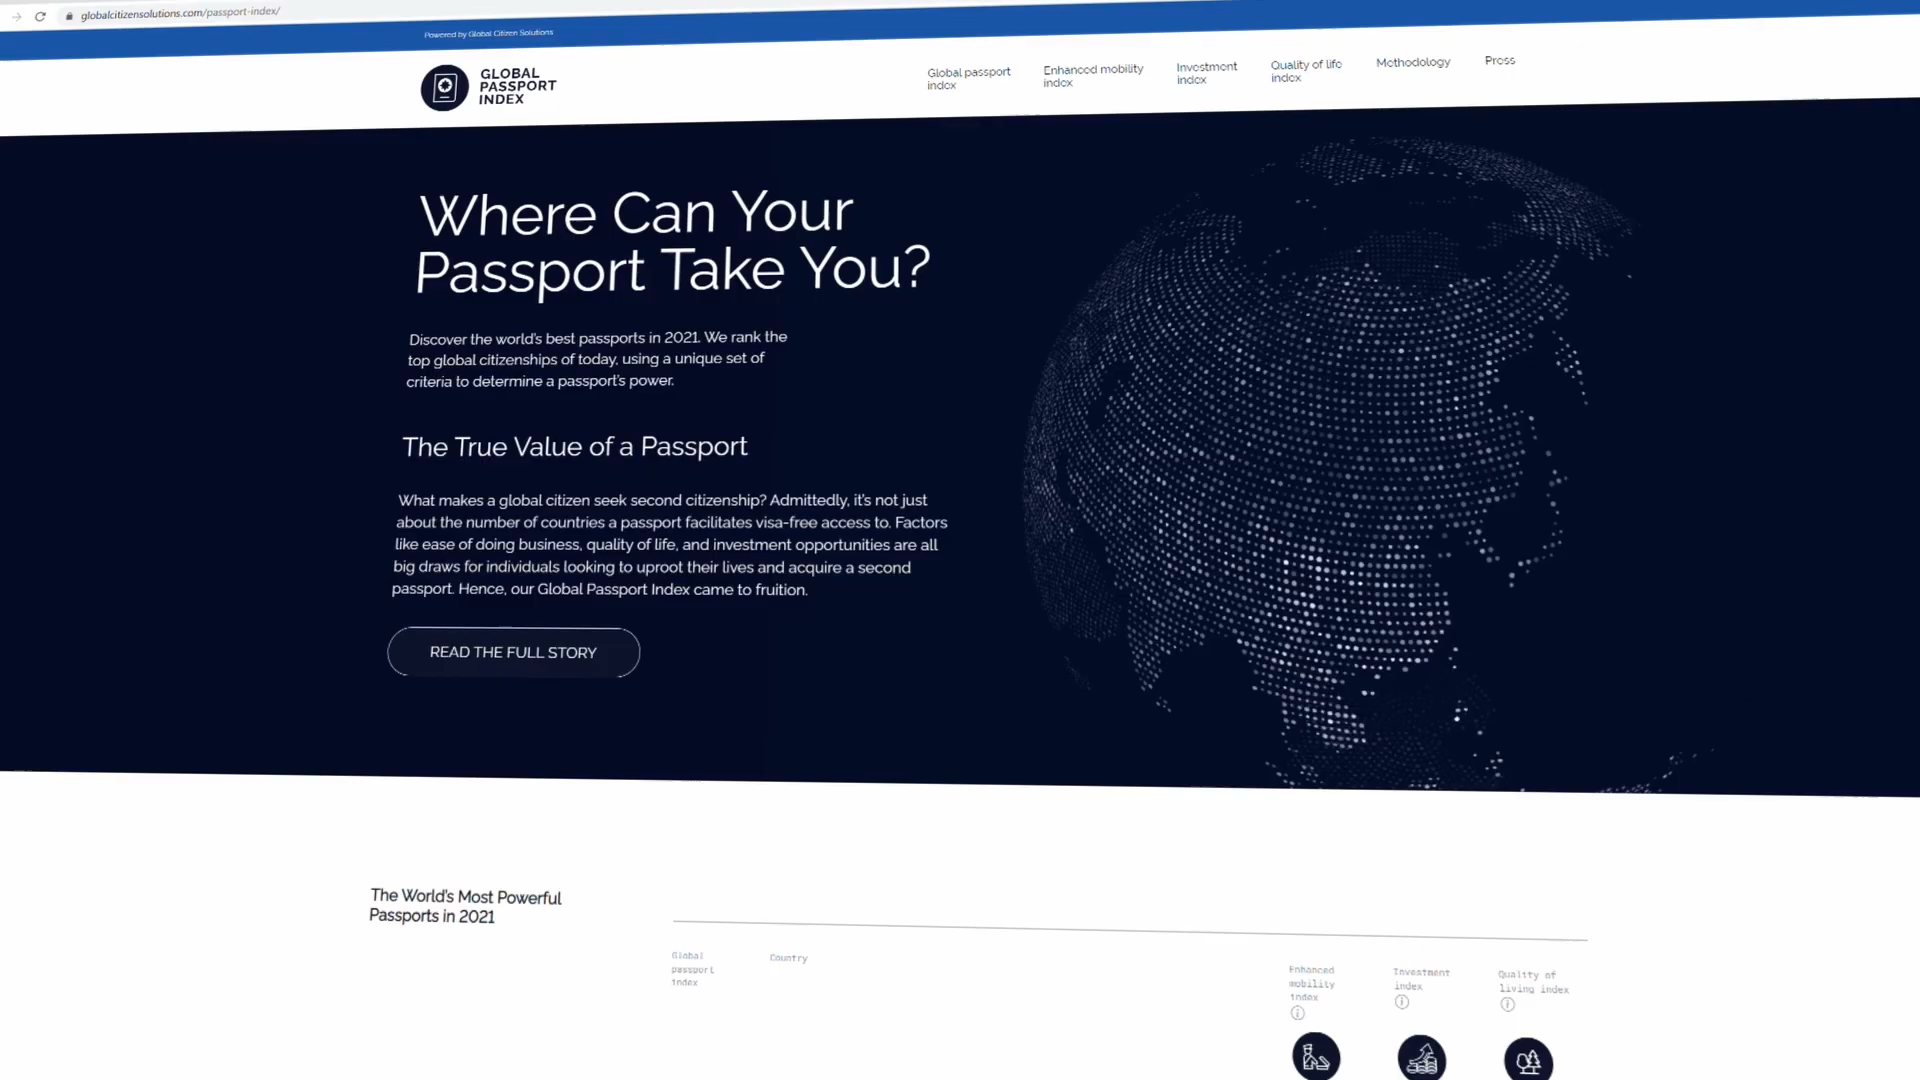 globalcitizensolutions.com/passport-index/
Powered by Global Citizen Solutions
GLOBAL
PASSPORT
INDEX
Global passport
index
Enhanced mobility
index
Investment
index
Quality of life
index
Methodology
Press
Where Can Your
Passport Take You?
Discover the world's best passports in 2021. We rank the
top global citizenships of today, using a unique set of
criteria to determine a passport's power.
The True Value of a Passport
What makes a global citizen seek second citizenship? Admittedly, it's not just
about the number of countries a passport facilitates visa-free access to. Factors
like ease of doing business, quality of life, and investment opportunities are all
big draws for individuals looking to uproot their lives and acquire a second
passport. Hence, our Global Passport Index came to fruition.
READ THE FULL STORY
The World's Most Powerful
Passports in 2021
Global
passport
index
Country
Enhanced
mobility
index
Investment
index
Quality of
living index